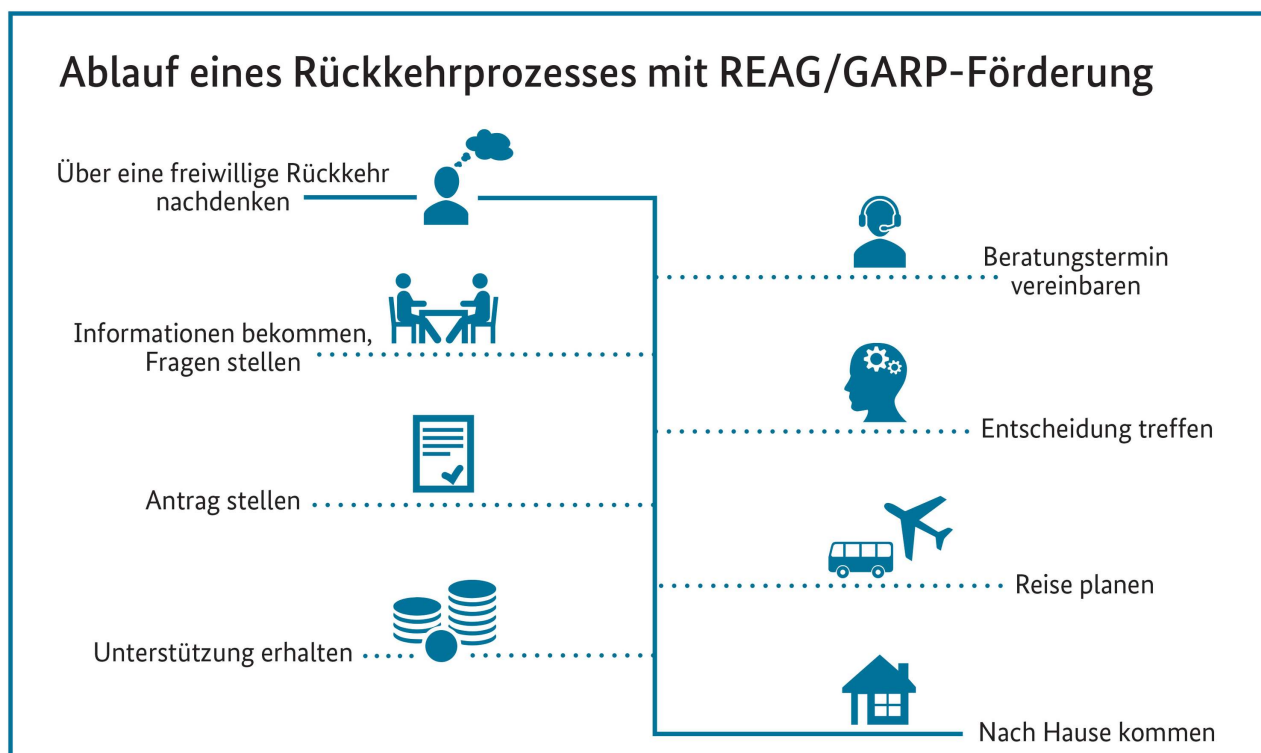 Ablauf eines Rückkehrprozesses mit REAG/GARP-Förderung
Über eine freiwillige Rückkehr
nachdenken
Beratungstermin
vereinbaren
Informationen bekommen,
Fragen stellen
Entscheidung treffen
Antrag stellen
Reise planen
Unterstützung erhalten
Nach Hause kommen